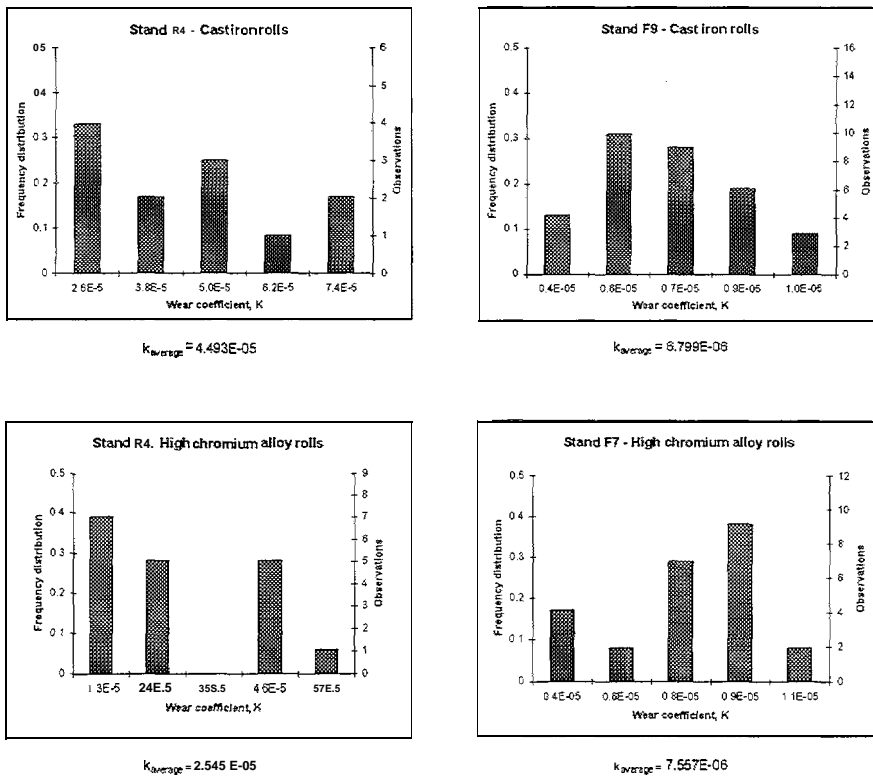 Stand R4 - Cast iron rolls
0.5
0.4
0.3
0.2
0.1
0
Frequency distribution
6
5
4
3
2
1
0
Observations
2.6E-5 3.8E-5 5.0E-5 6.2E-5 7.4E-5
Wear coefficient, K
kaverage = 4.493E-05
Stand F9 - Cast iron rolls
0.5
0.4
0.3
0.2
0.1
0
Frequency distribution
16
14
12
10
8
6
4
2
0
Observations
0.4E-05 0.6E-05 0.7E-05 0.9E-05 1.0E-05
Wear coefficient, K
kaverage = 6.799E-06
Stand R4. High chromium alloy rolls
0.5
0.4
0.3
0.2
0.1
0
Frequency distribution
9
8
7
6
5
4
3
2
1
0
Observations
1.3E-5 24E.5 35S.5 4.6E-5 57E.5
Wear coefficient, K
kaverage = 2.545 E-05
Stand F7 - High chromium alloy rolls
0.5
0.4
0.3
0.2
0.1
0
Frequency distribution
12
10
8
6
4
2
0
Observations
0.4E-05 0.6E-05 0.8E-05 0.9E-05 1.1E-05
Wear coefficient, K
kaverage = 7.557E-06